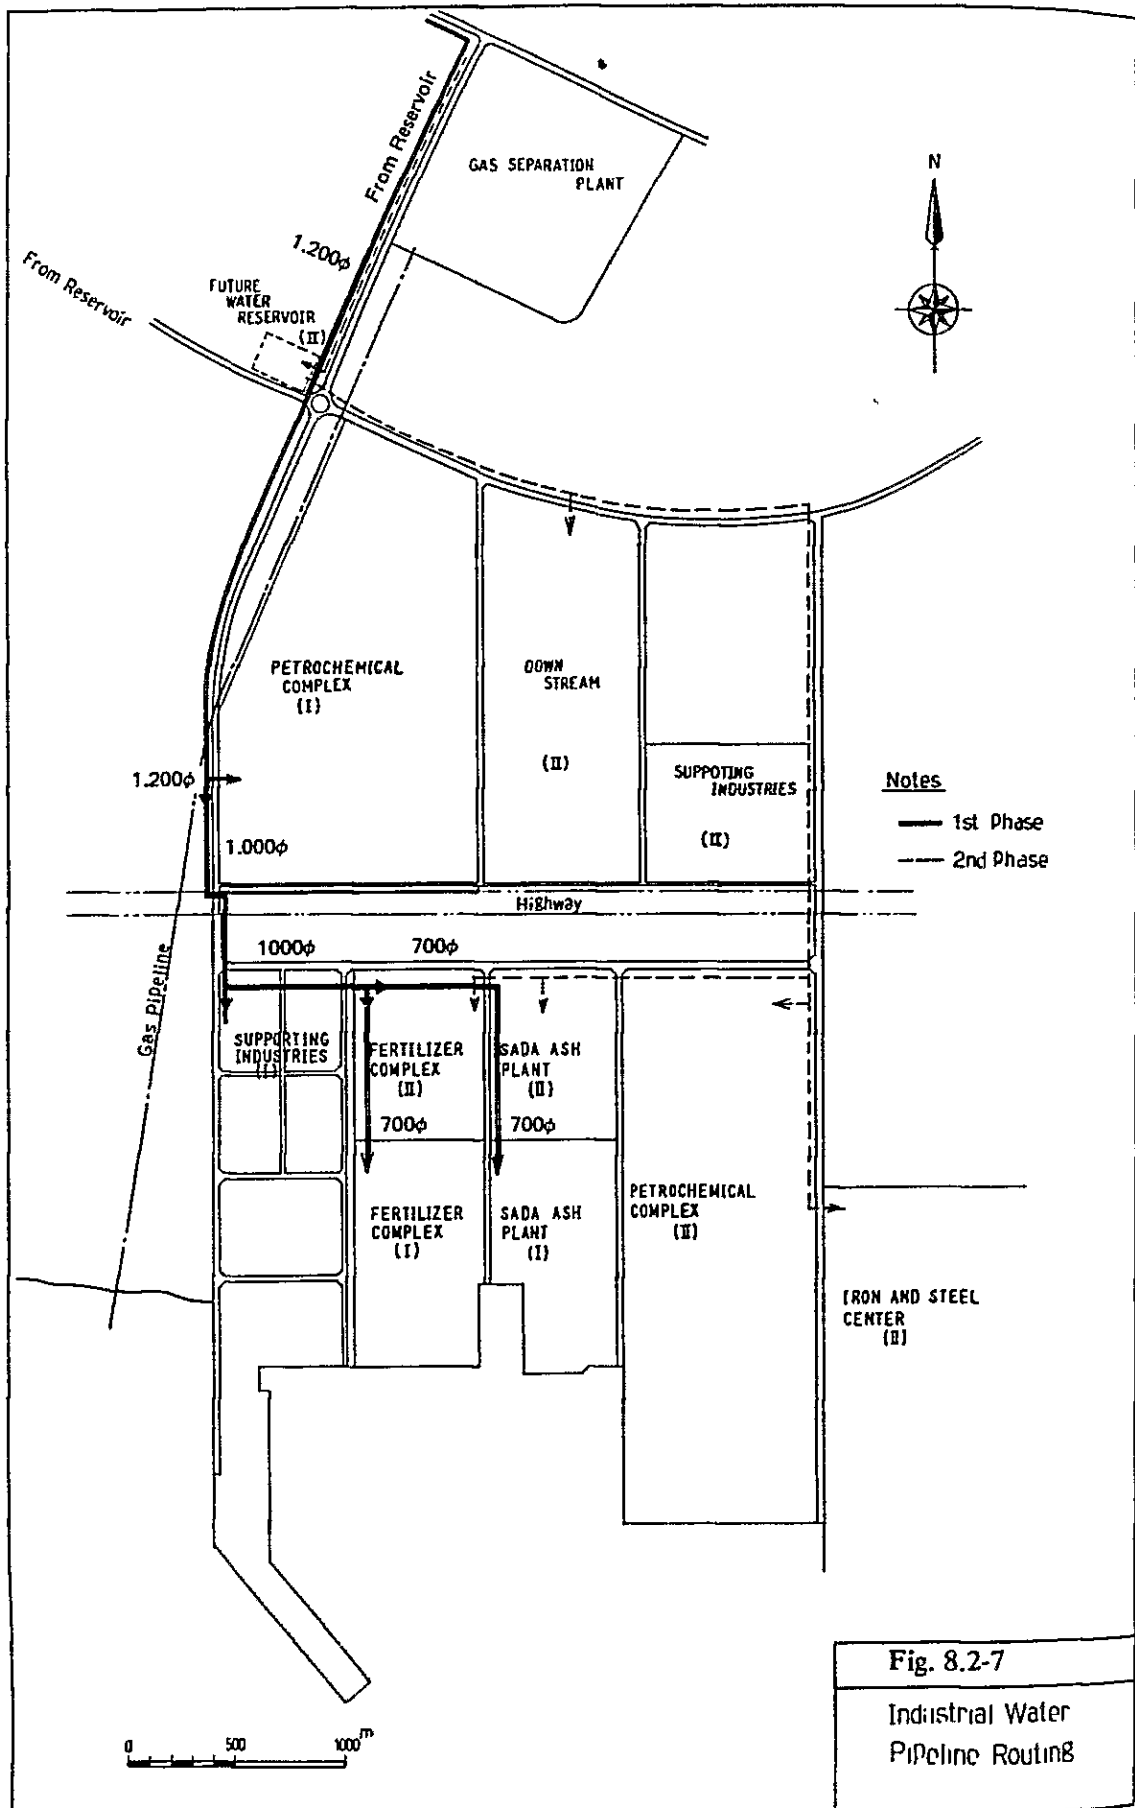 From Reservoir
GAS SEPARATION
PLANT
N
1.200φ
From Reservoir
FUTURE
WATER
RESERVOIR
(II)
PETROCHEMICAL
COMPLEX
(I)
DOWN
STREAM
(II)
SUPPOTING
INDUSTRIES
(II)
Notes
1st Phase
2nd Phase
1.200φ
1.000φ
Highway
1000φ
700φ
Gas Pipeline
SUPPORTING
INDUSTRIES
(I)
FERTILIZER
COMPLEX
(II)
SADA ASH
PLANT
(II)
700φ
700φ
FERTILIZER
COMPLEX
(I)
SADA ASH
PLANT
(I)
PETROCHEMICAL
COMPLEX
(II)
IRON AND STEEL
CENTER
(II)
0 500 1000m
Fig. 8.2-7
Industrial Water
Pipeline Routing